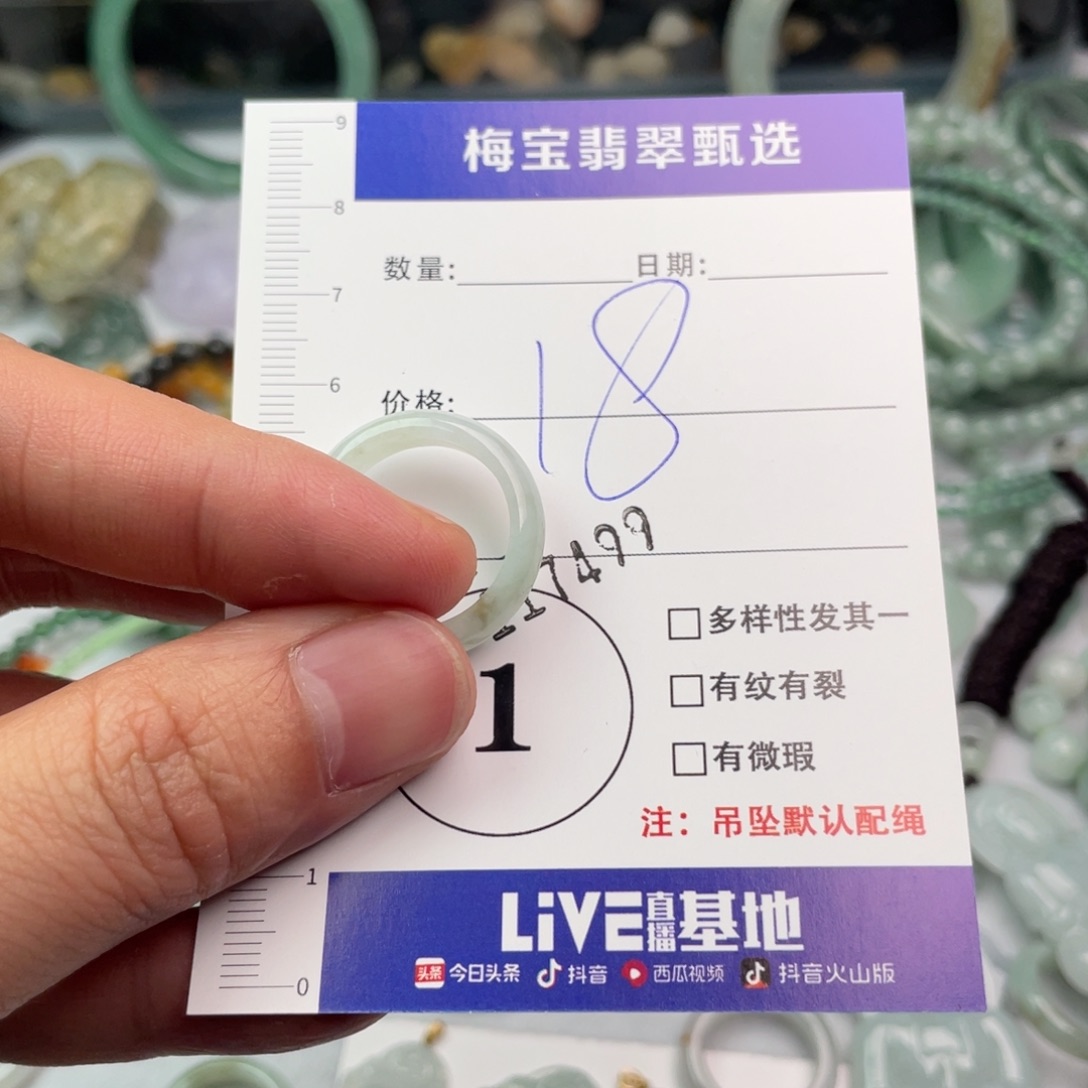 梅宝翡翠甄选
9
8
数量: 日期:
7
18
6
价格:
17499
1
多样性发其一
有纹有裂
有微瑕
注：吊坠默认配绳
1
LiVE直播基地
头条 今日头条 抖音 西瓜视频 抖音火山版
0